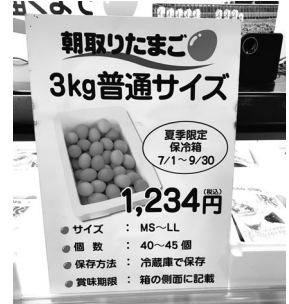 朝取りたまご
3kg普通サイズ
夏季限定
保冷箱
7/1～9/30
1,234円
(税込)
サイズ : MS～LL
個数 : 40～45個
保存方法 : 冷蔵庫で保存
賞味期限 : 箱の側面に記載